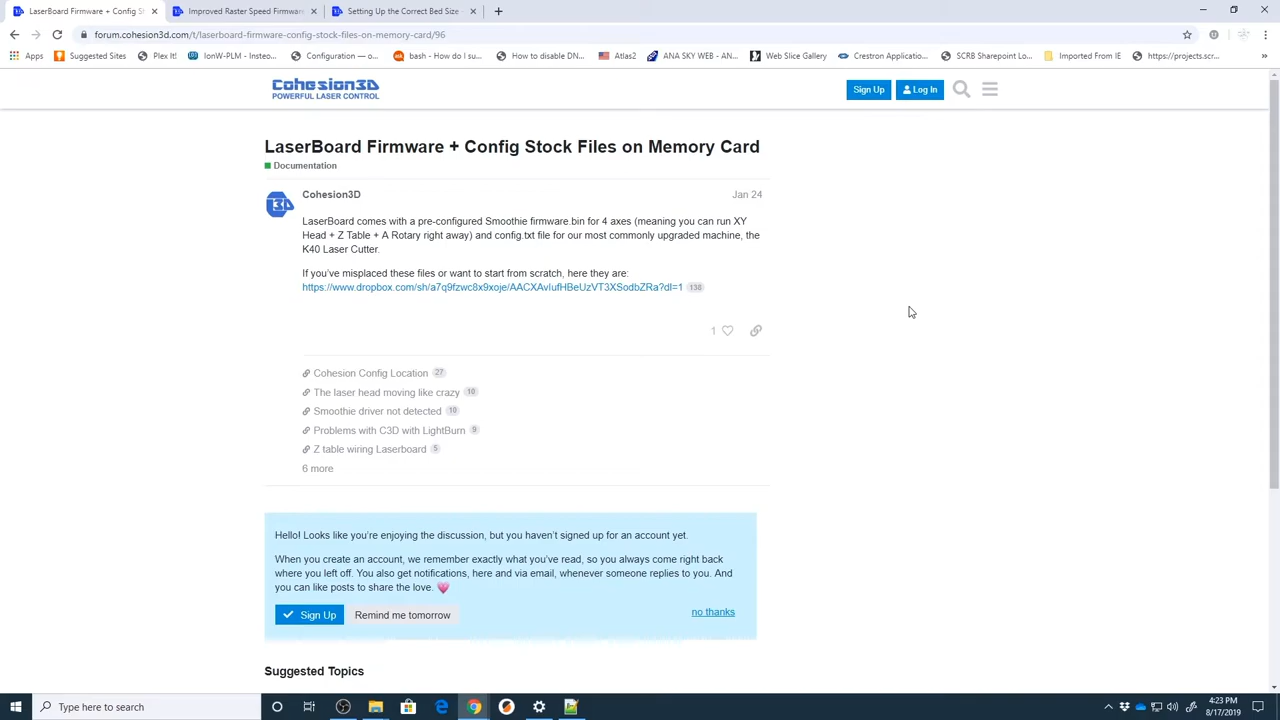 LaserBoard Firmware + Config St
Improved Raster Speed Firmware
Setting Up the Correct Bed Size -
forum.cohesion3d.com/t/laserboard-firmware-config-stock-files-on-memory-card/96
Apps Suggested Sites Plex It! IonW-PLM - Insteo... Configuration — o... bash - How do I su... How to disable DN... Atlas2 ANA SKY WEB - AN... Web Slice Gallery Crestron Applicatio... SCRB Sharepoint Lo... Imported From IE https://projects.scr... »
Cohesion3D
POWERFUL LASER CONTROL
Sign Up Log In
LaserBoard Firmware + Config Stock Files on Memory Card
Documentation
Cohesion3D Jan 24
LaserBoard comes with a pre-configured Smoothie firmware.bin for 4 axes (meaning you can run XY
Head + Z Table + A Rotary right away) and config.txt file for our most commonly upgraded machine, the
K40 Laser Cutter.
If you've misplaced these files or want to start from scratch, here they are:
https://www.dropbox.com/sh/a7q9fzwc8x9xoje/AACXAvIufHBeUzVT3XSodbZRa?dl=1 138
1
Cohesion Config Location 27
The laser head moving like crazy 10
Smoothie driver not detected 10
Problems with C3D with LightBurn 9
Z table wiring Laserboard 5
6 more
Hello! Looks like you're enjoying the discussion, but you haven't signed up for an account yet.
When you create an account, we remember exactly what you've read, so you always come right back
where you left off. You also get notifications, here and via email, whenever someone replies to you. And
you can like posts to share the love.
Sign Up Remind me tomorrow no thanks
Suggested Topics
Type here to search
4:23 PM
8/17/2019